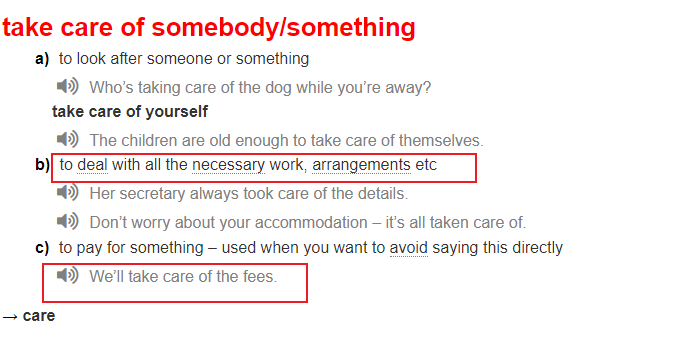 take care of somebody/something
a) to look after someone or something
Who’s taking care of the dog while you’re away?
take care of yourself
The children are old enough to take care of themselves.
b) to deal with all the necessary work, arrangements etc
Her secretary always took care of the details.
Don’t worry about your accommodation – it’s all taken care of.
c) to pay for something – used when you want to avoid saying this directly
We’ll take care of the fees.
→ care